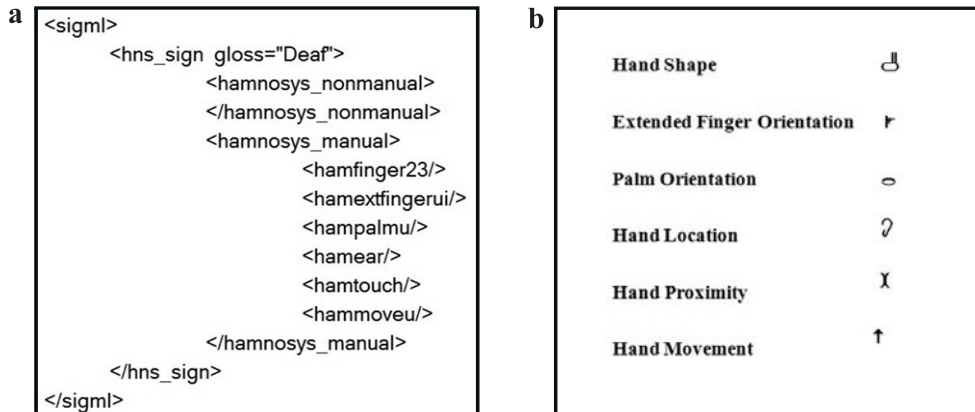 a
<sigml>
<hns_sign gloss="Deaf">
<hamnosys_nonmanual>
</hamnosys_nonmanual>
<hamnosys_manual>
<hamfinger23/>
<hamextfingerui/>
<hampalmu/>
<hamear/>
<hamtouch/>
<hammoveu/>
</hamnosys_manual>
</hns_sign>
</sigml>
b
Hand Shape
Extended Finger Orientation
Palm Orientation
Hand Location
Hand Proximity
Hand Movement ↑